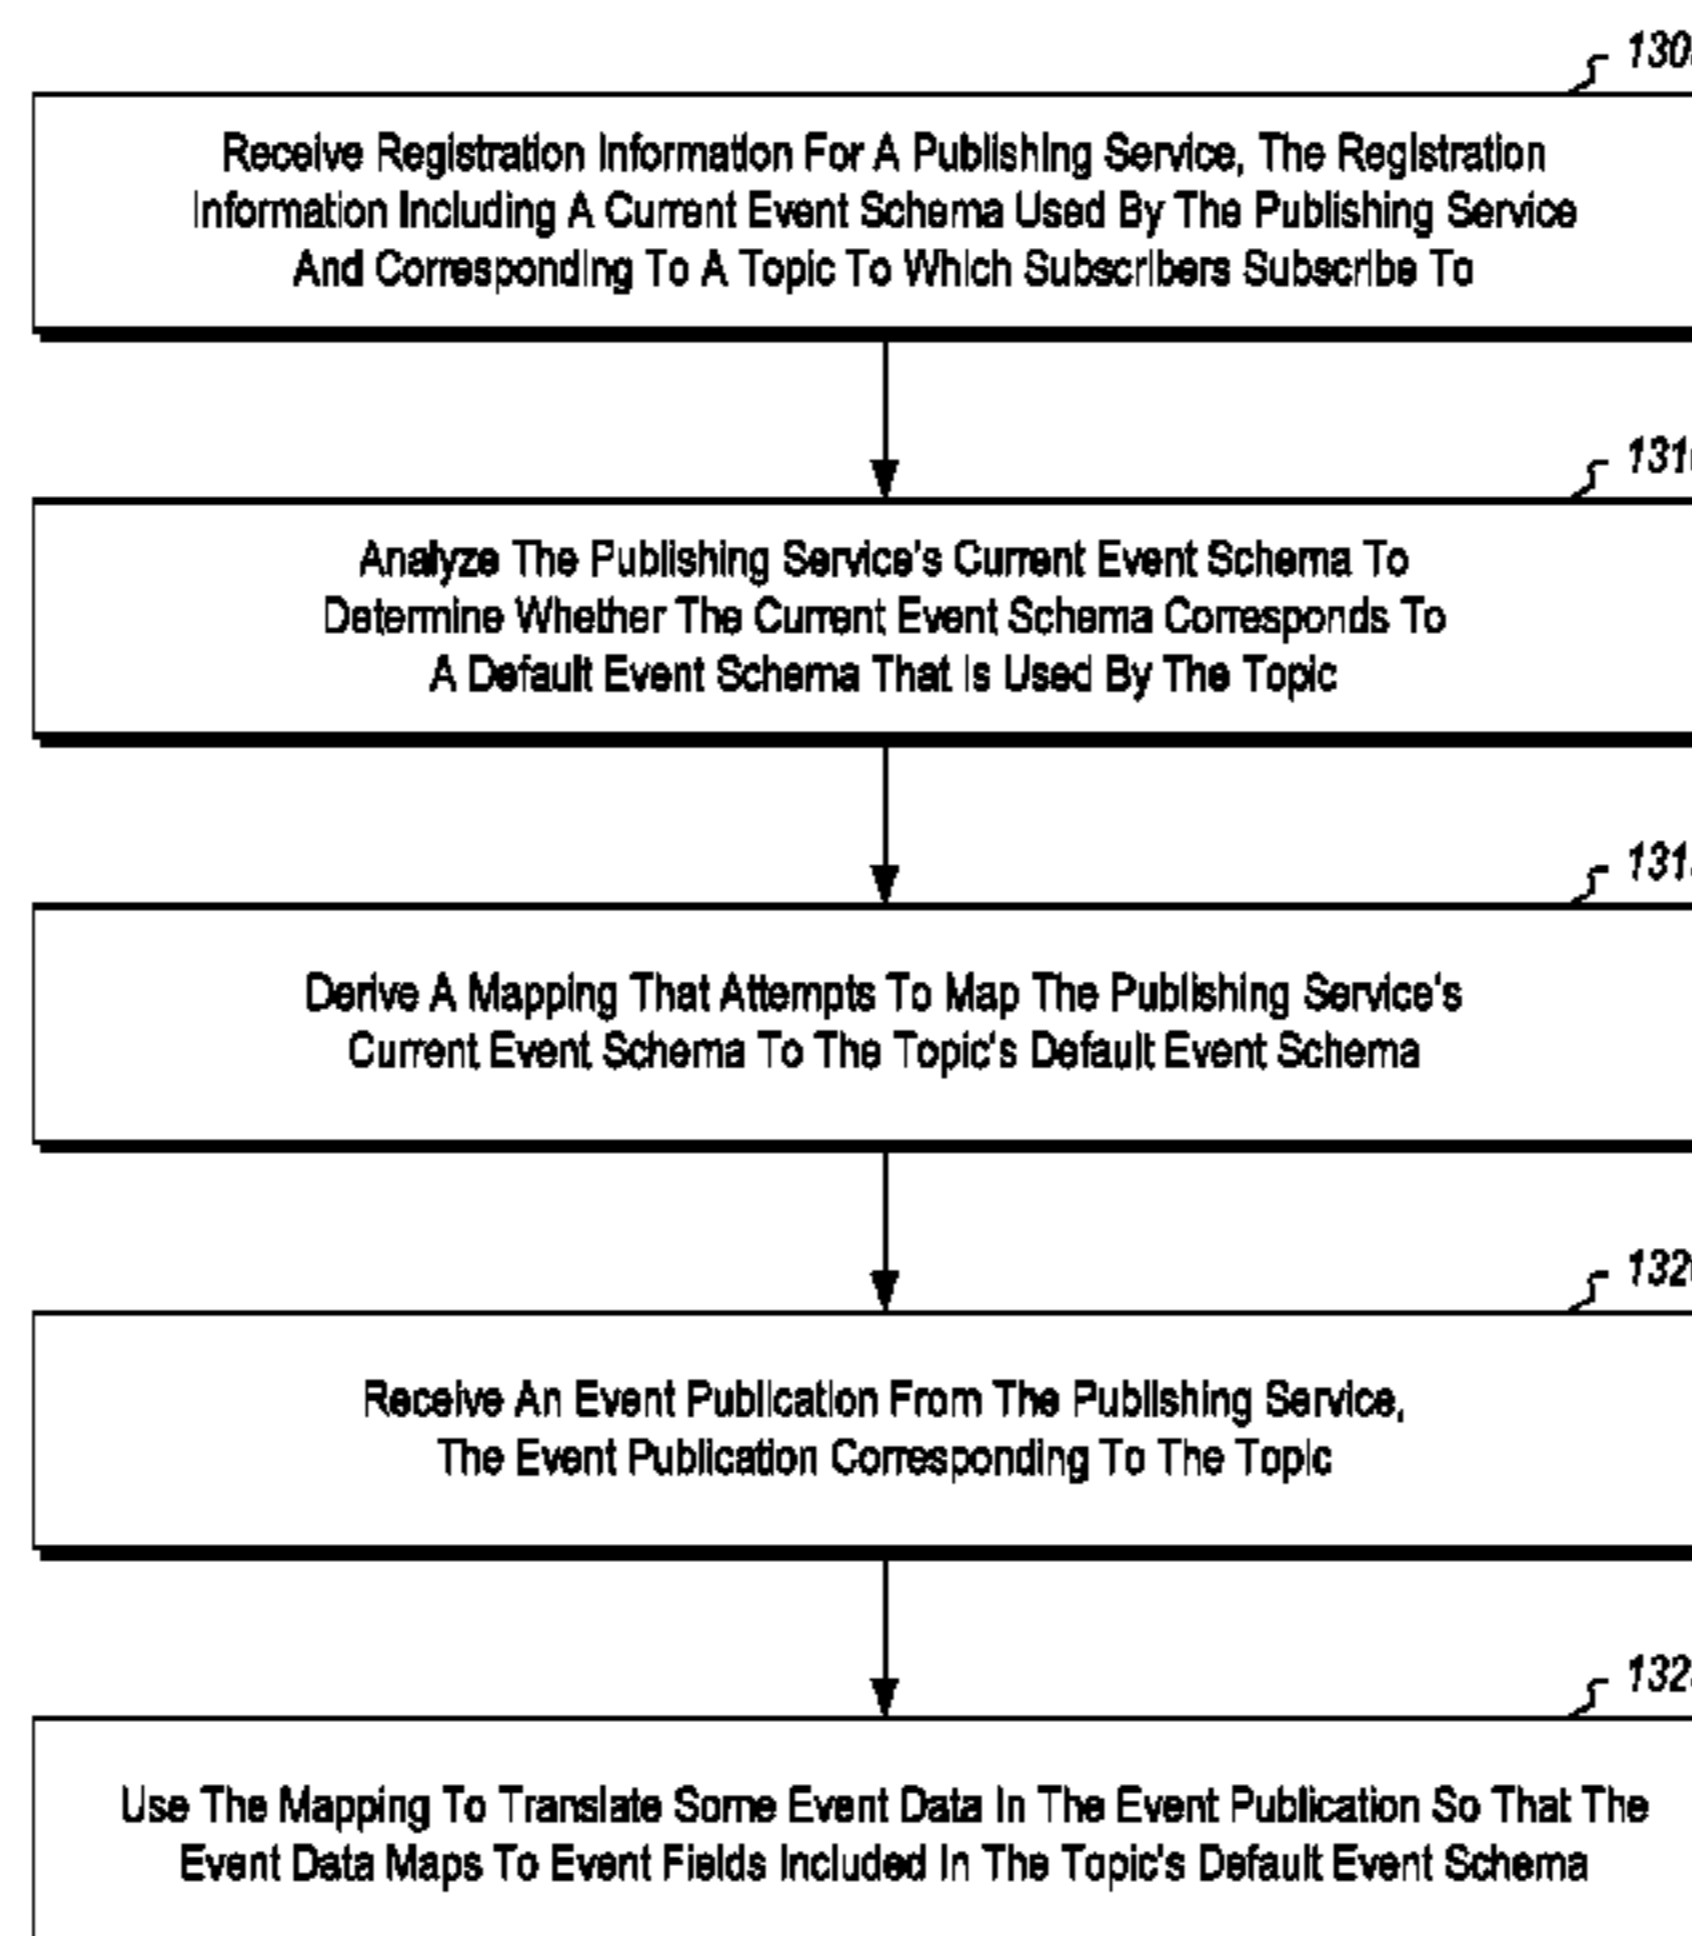 Receive Registration Information For A Publishing Service, The Registration
Information Including A Current Event Schema Used By The Publishing Service
And Corresponding To A Topic To Which Subscribers Subscribe To
Analyze The Publishing Service's Current Event Schema To
Determine Whether The Current Event Schema Corresponds To
A Default Event Schema That Is Used By The Topic
Derive A Mapping That Attempts To Map The Publishing Service's
Current Event Schema To The Topic's Default Event Schema
Receive An Event Publication From The Publishing Service,
The Event Publication Corresponding To The Topic
Use The Mapping To Translate Some Event Data In The Event Publication So That The
Event Data Maps To Event Fields Included In The Topic's Default Event Schema